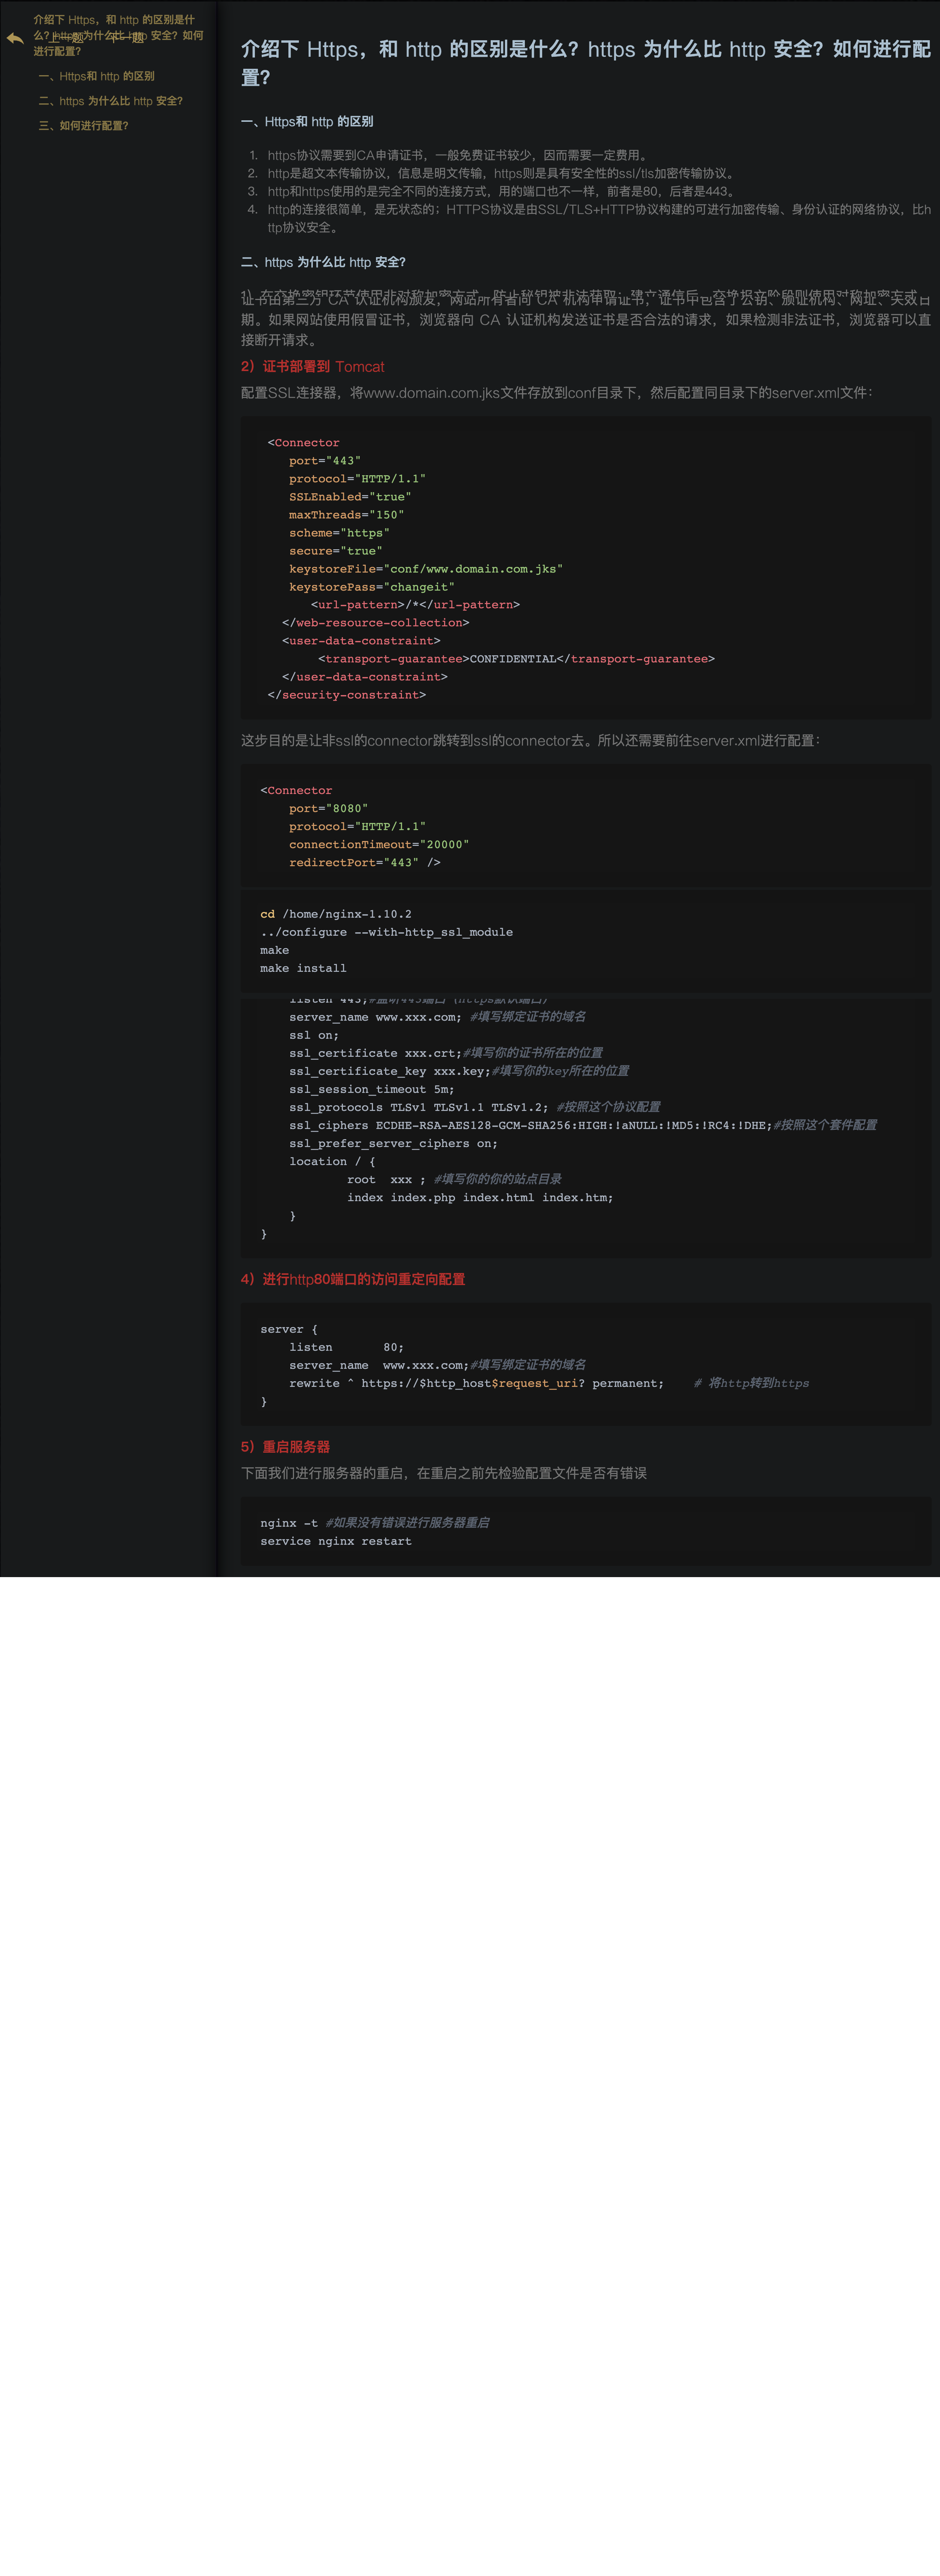 介绍下 Https，和 http 的区别是什
么？https 为什么比 http 安全？如何
进行配置？
上一题 下一题
一、Https和 http 的区别
二、https 为什么比 http 安全？
三、如何进行配置？
介绍下 Https，和 http 的区别是什么？https 为什么比 http 安全？如何进行配
置？
一、Https和 http 的区别
1. https协议需要到CA申请证书，一般免费证书较少，因而需要一定费用。
2. http是超文本传输协议，信息是明文传输，https则是具有安全性的ssl/tls加密传输协议。
3. http和https使用的是完全不同的连接方式，用的端口也不一样，前者是80，后者是443。
4. http的连接很简单，是无状态的；HTTPS协议是由SSL/TLS+HTTP协议构建的可进行加密传输、身份认证的网络协议，比h
ttp协议安全。
二、https 为什么比 http 安全？
证书由第三方 CA 认证机构颁发，网站所有者向 CA 机构申请证书，证书中包含了公钥、颁证机构、网址、失效日
期。如果网站使用假冒证书，浏览器向 CA 认证机构发送证书是否合法的请求，如果检测非法证书，浏览器可以直
接断开请求。
2）证书部署到 Tomcat
配置SSL连接器，将www.domain.com.jks文件存放到conf目录下，然后配置同目录下的server.xml文件：
<Connector
port="443"
protocol="HTTP/1.1"
SSLEnabled="true"
maxThreads="150"
scheme="https"
secure="true"
keystoreFile="conf/www.domain.com.jks"
keystorePass="changeit"
<url-pattern>/*</url-pattern>
</web-resource-collection>
<user-data-constraint>
<transport-guarantee>CONFIDENTIAL</transport-guarantee>
</user-data-constraint>
</security-constraint>
这步目的是让非ssl的connector跳转到ssl的connector去。所以还需要前往server.xml进行配置：
<Connector
port="8080"
protocol="HTTP/1.1"
connectionTimeout="20000"
redirectPort="443" />
cd /home/nginx-1.10.2
../configure --with-http_ssl_module
make
make install
listen 443;#监听443端口（https默认端口）
server_name www.xxx.com; #填写绑定证书的域名
ssl on;
ssl_certificate xxx.crt;#填写你的证书所在的位置
ssl_certificate_key xxx.key;#填写你的key所在的位置
ssl_session_timeout 5m;
ssl_protocols TLSv1 TLSv1.1 TLSv1.2; #按照这个协议配置
ssl_ciphers ECDHE-RSA-AES128-GCM-SHA256:HIGH:!aNULL:!MD5:!RC4:!DHE;#按照这个套件配置
ssl_prefer_server_ciphers on;
location / {
root  xxx ; #填写你的你的站点目录
index index.php index.html index.htm;
}
}
4）进行http80端口的访问重定向配置
server {
listen       80;
server_name  www.xxx.com;#填写绑定证书的域名
rewrite ^ https://$http_host$request_uri? permanent;    # 将http转到https
}
5）重启服务器
下面我们进行服务器的重启，在重启之前先检验配置文件是否有错误
nginx -t #如果没有错误进行服务器重启
service nginx restart